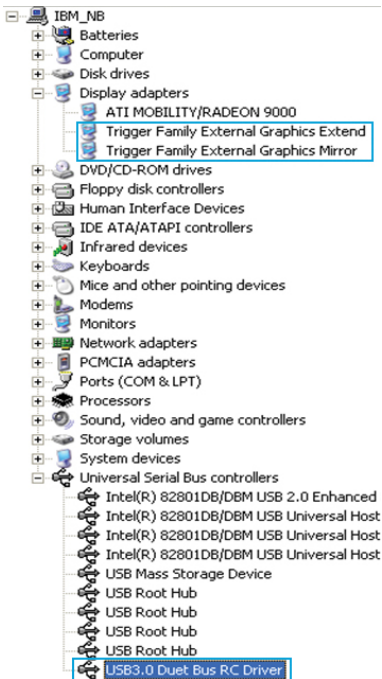 IBM_NB
Batteries
Computer
Disk drives
Display adapters
ATI MOBILITY/RADEON 9000
Trigger Family External Graphics Extend
Trigger Family External Graphics Mirror
DVD/CD-ROM drives
Floppy disk controllers
Human Interface Devices
IDE ATA/ATAPI controllers
Infrared devices
Keyboards
Mice and other pointing devices
Modems
Monitors
Network adapters
PCMCIA adapters
Ports (COM & LPT)
Processors
Sound, video and game controllers
Storage volumes
System devices
Universal Serial Bus controllers
Intel(R) 82801DB/DBM USB 2.0 Enhanced
Intel(R) 82801DB/DBM USB Universal Host
Intel(R) 82801DB/DBM USB Universal Host
Intel(R) 82801DB/DBM USB Universal Host
USB Mass Storage Device
USB Root Hub
USB Root Hub
USB Root Hub
USB Root Hub
USB3.0 Duet Bus RC Driver